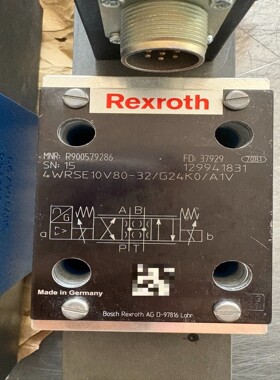 Rexroth
MNR: R900579286 FD: 37929 7081
SN: 15 129941831
4WRSE10V80-32/G24K0/A1V
A B
G
a b
P T
Made in Germany
Bosch Rexroth AG D-97816 Lohr